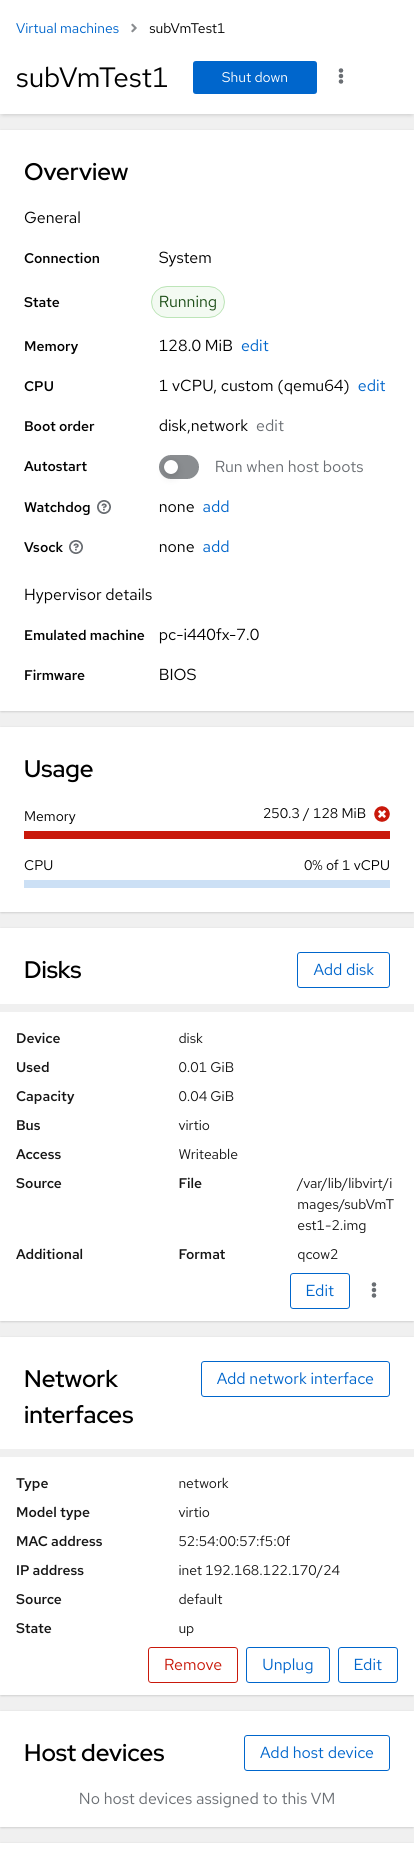 Virtual machines > subVmTest1
subVmTest1 Shut down
Overview
General
Connection System
State Running
Memory 128.0 MiB edit
CPU 1 vCPU, custom (qemu64) edit
Boot order disk,network edit
Autostart Run when host boots
Watchdog none add
Vsock none add
Hypervisor details
Emulated machine pc-i440fx-7.0
Firmware BIOS
Usage
Memory 250.3 / 128 MiB
CPU 0% of 1 vCPU
Disks Add disk
Device disk
Used 0.01 GiB
Capacity 0.04 GiB
Bus virtio
Access Writeable
Source File /var/lib/libvirt/i
mages/subVmT
est1-2.img
Additional Format qcow2
Edit
Network Add network interface
interfaces
Type network
Model type virtio
MAC address 52:54:00:57:f5:0f
IP address inet 192.168.122.170/24
Source default
State up
Remove Unplug Edit
Host devices Add host device
No host devices assigned to this VM